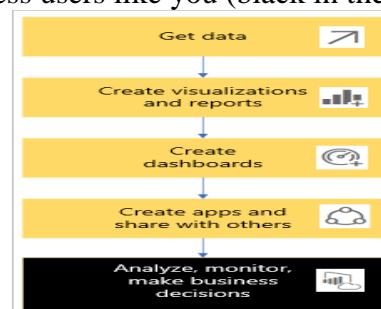 ess users like you (black in the
Get data
Create visualizations
and reports
Create
dashboards
Create apps and
share with others
Analyze, monitor,
make business
decisions